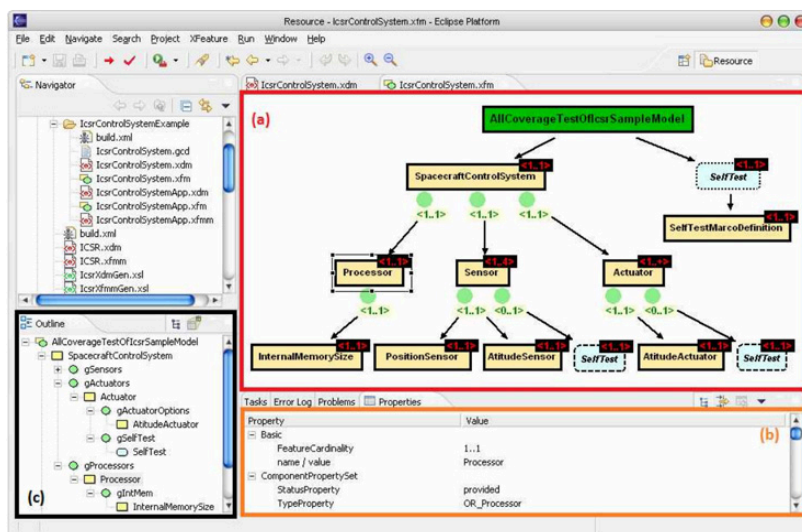 Resource - IcsrControlSystem.xfm - Eclipse Platform
File Edit Navigate Search Project XFeature Run Window Help
Resource
Navigator
IcsrControlSystemExample
build.xml
IcsrControlSystem.gcd
IcsrControlSystem.xdm
IcsrControlSystem.xfm
IcsrControlSystemApp.xdm
IcsrControlSystemApp.xfm
IcsrControlSystemApp.xfmm
build.xml
ICSR.xdm
ICSR.xfmm
IcsrXdmGen.xsl
IcsrXfmmGen.xsl
IcsrControlSystem.xdm
IcsrControlSystem.xfm
(a)
AllCoverageTestOfIcsrSampleModel
<1..1>
SpacecraftControlSystem
<1..1>
SelfTest
<1..1> <1..1> <1..1>
<1..1>
SelfTestMarcoDefinition
<1..1>
Processor
<1..4>
Sensor
<1..*>
Actuator
<1..1> <1..1> <0..1> <1..1> <0..1>
<1..1>
InternalMemorySize
<1..1>
PositionSensor
<1..1>
AtitudeSensor
<1..1>
SelfTest
<1..1>
AtitudeActuator
<1..1>
SelfTest
Outline
AllCoverageTestOfIcsrSampleModel
SpacecraftControlSystem
gSensors
gActuators
Actuator
gActuatorOptions
AtitudeActuator
gSelfTest
SelfTest
gProcessors
Processor
(c)
gIntMem
InternalMemorySize
Tasks Error Log Problems Properties
Property Value
(b)
Basic
FeatureCardinality 1..1
name / value Processor
ComponentPropertySet
StatusProperty provided
TypeProperty OR_Processor